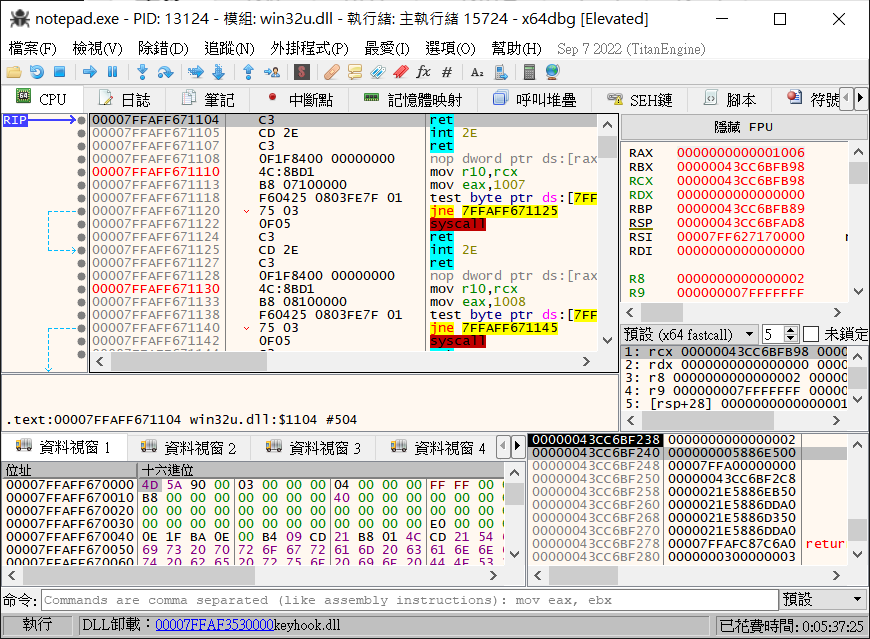 notepad.exe - PID: 13124 - 模組: win32u.dll - 執行緒: 主執行緒 15724 - x64dbg [Elevated]
檔案(F) 檢視(V) 除錯(D) 追蹤(N) 外掛程式(P) 最愛(I) 選項(O) 幫助(H) Sep 7 2022 (TitanEngine)
CPU 日誌 筆記 中斷點 記憶體映射 呼叫堆疊 SEH鏈 腳本 符號
RIP
00007FFAFF671104 C3 ret
00007FFAFF671105 CD 2E int 2E
00007FFAFF671107 C3 ret
00007FFAFF671108 0F1F8400 00000000 nop dword ptr ds:[rax
00007FFAFF671110 4C:8BD1 mov r10,rcx
00007FFAFF671113 B8 07100000 mov eax,1007
00007FFAFF671118 F60425 0803FE7F 01 test byte ptr ds:[7FF
00007FFAFF671120 75 03 jne 7FFAFF671125
00007FFAFF671122 0F05 syscall
00007FFAFF671124 C3 ret
00007FFAFF671125 CD 2E int 2E
00007FFAFF671127 C3 ret
00007FFAFF671128 0F1F8400 00000000 nop dword ptr ds:[rax
00007FFAFF671130 4C:8BD1 mov r10,rcx
00007FFAFF671133 B8 08100000 mov eax,1008
00007FFAFF671138 F60425 0803FE7F 01 test byte ptr ds:[7FF
00007FFAFF671140 75 03 jne 7FFAFF671145
00007FFAFF671142 0F05 syscall
隱藏 FPU
RAX 0000000000001006
RBX 00000043CC6BFB98
RCX 00000043CC6BFB98
RDX 0000000000000000
RBP 00000043CC6BFB89
RSP 00000043CC6BFAD8
RSI 00007FF627170000
RDI 0000000000000000
R8 0000000000000002
R9 000000007FFFFFFF
預設 (x64 fastcall) 5 未鎖定
1: rcx 00000043CC6BFB98 0000
2: rdx 0000000000000000 0000
3: r8 0000000000000002 00000
4: r9 000000007FFFFFFF 00000
5: [rsp+28] 0000000000000001
.text:00007FFAFF671104 win32u.dll:$1104 #504
資料視窗 1 資料視窗 2 資料視窗 3 資料視窗 4
位址 十六進位
00007FFAFF670000 4D 5A 90 00 03 00 00 00 04 00 00 00 FF FF 00
00007FFAFF670010 B8 00 00 00 00 00 00 00 40 00 00 00 00 00 00
00007FFAFF670020 00 00 00 00 00 00 00 00 00 00 00 00 00 00 00
00007FFAFF670030 00 00 00 00 00 00 00 00 00 00 00 00 E0 00 00
00007FFAFF670040 0E 1F BA 0E 00 B4 09 CD 21 B8 01 4C CD 21 54
00007FFAFF670050 69 73 20 70 72 6F 67 72 61 6D 20 63 61 6E 6E
00007FFAFF670060 74 20 62 65 20 72 75 6E 20 69 6E 20 44 4F 53
00000043CC6BF238 0000000000000002
00000043CC6BF240 000000005886E500
00000043CC6BF248 00007FFA00000000
00000043CC6BF250 00000043CC6BF2C8
00000043CC6BF258 0000021E5886EB50
00000043CC6BF260 0000021E5886DDA0
00000043CC6BF268 0000021E5886D350
00000043CC6BF270 0000021E5886DDA0
00000043CC6BF278 00007FFAFC87C6A0 retur
00000043CC6BF280 0000000300000003
命令: Commands are comma separated (like assembly instructions): mov eax, ebx 預設
執行 DLL卸載：00007FFAF3530000keyhook.dll 已花費時間: 0:05:37:25